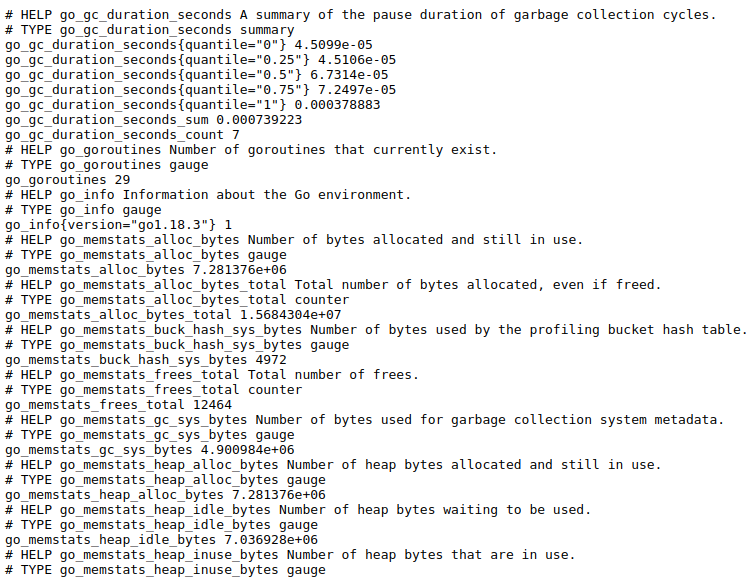 # HELP go_gc_duration_seconds A summary of the pause duration of garbage collection cycles.
# TYPE go_gc_duration_seconds summary
go_gc_duration_seconds{quantile="0"} 4.5099e-05
go_gc_duration_seconds{quantile="0.25"} 4.5106e-05
go_gc_duration_seconds{quantile="0.5"} 6.7314e-05
go_gc_duration_seconds{quantile="0.75"} 7.2497e-05
go_gc_duration_seconds{quantile="1"} 0.000378883
go_gc_duration_seconds_sum 0.000739223
go_gc_duration_seconds_count 7
# HELP go_goroutines Number of goroutines that currently exist.
# TYPE go_goroutines gauge
go_goroutines 29
# HELP go_info Information about the Go environment.
# TYPE go_info gauge
go_info{version="go1.18.3"} 1
# HELP go_memstats_alloc_bytes Number of bytes allocated and still in use.
# TYPE go_memstats_alloc_bytes gauge
go_memstats_alloc_bytes 7.281376e+06
# HELP go_memstats_alloc_bytes_total Total number of bytes allocated, even if freed.
# TYPE go_memstats_alloc_bytes_total counter
go_memstats_alloc_bytes_total 1.5684304e+07
# HELP go_memstats_buck_hash_sys_bytes Number of bytes used by the profiling bucket hash table.
# TYPE go_memstats_buck_hash_sys_bytes gauge
go_memstats_buck_hash_sys_bytes 4972
# HELP go_memstats_frees_total Total number of frees.
# TYPE go_memstats_frees_total counter
go_memstats_frees_total 12464
# HELP go_memstats_gc_sys_bytes Number of bytes used for garbage collection system metadata.
# TYPE go_memstats_gc_sys_bytes gauge
go_memstats_gc_sys_bytes 4.900984e+06
# HELP go_memstats_heap_alloc_bytes Number of heap bytes allocated and still in use.
# TYPE go_memstats_heap_alloc_bytes gauge
go_memstats_heap_alloc_bytes 7.281376e+06
# HELP go_memstats_heap_idle_bytes Number of heap bytes waiting to be used.
# TYPE go_memstats_heap_idle_bytes gauge
go_memstats_heap_idle_bytes 7.036928e+06
# HELP go_memstats_heap_inuse_bytes Number of heap bytes that are in use.
# TYPE go_memstats_heap_inuse_bytes gauge